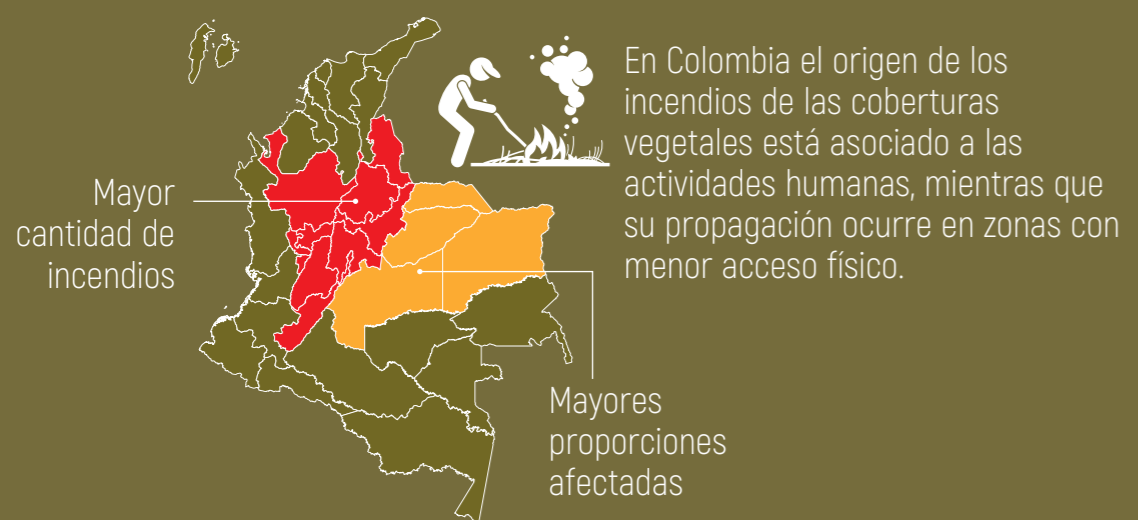 En Colombia el origen de los
incendios de las coberturas
vegetales está asociado a las
actividades humanas, mientras que
su propagación ocurre en zonas con
menor acceso físico.
Mayor
cantidad de
incendios
Mayores
proporciones
afectadas